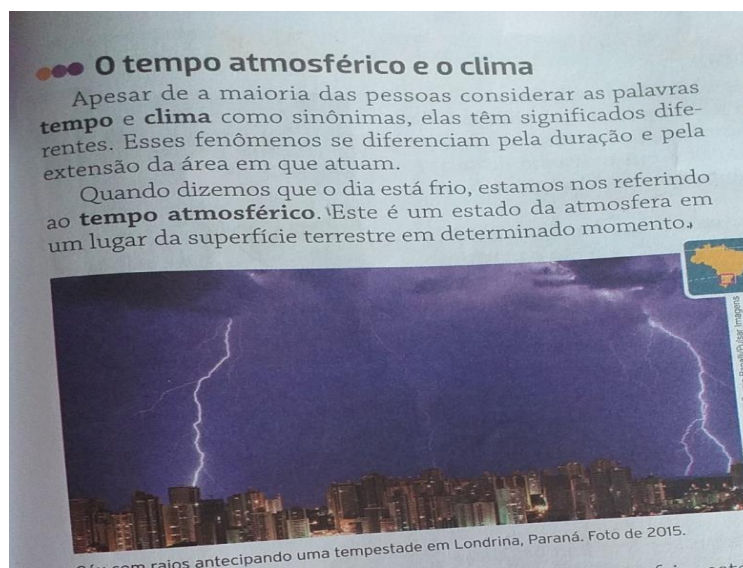 O tempo atmosférico e o clima
Apesar de a maioria das pessoas considerar as palavras
tempo e clima como sinônimas, elas têm significados dife-
rentes. Esses fenômenos se diferenciam pela duração e pela
extensão da área em que atuam.
Quando dizemos que o dia está frio, estamos nos referindo
ao tempo atmosférico. Este é um estado da atmosfera em
um lugar da superfície terrestre em determinado momento.
/Pulsar Imagens
com raios antecipando uma tempestade em Londrina, Paraná. Foto de 2015.